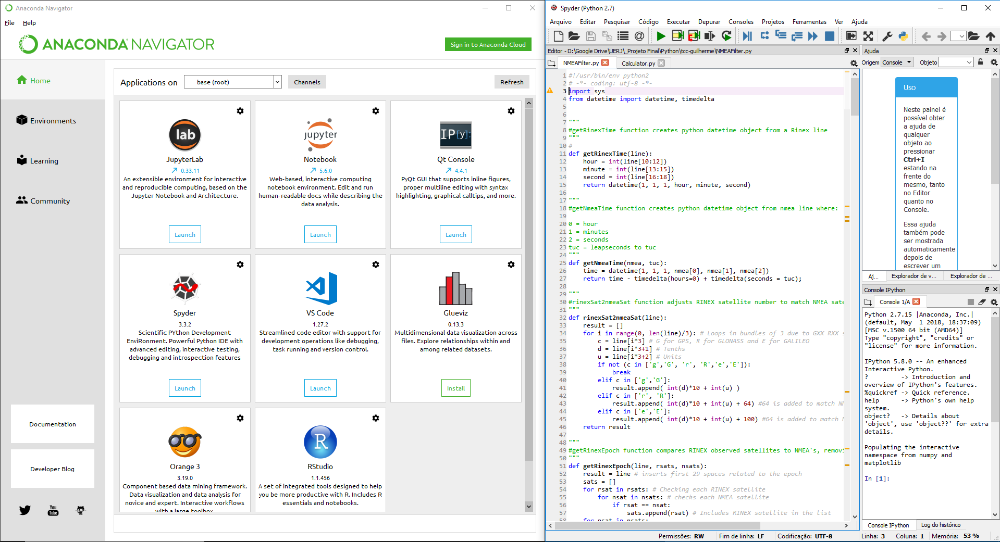 Anaconda Navigator
File Help
ANACONDA NAVIGATOR
Sign in to Anaconda Cloud
Home
Environments
Learning
Community
Documentation
Developer Blog
You Tube
Applications on base (root) Channels Refresh
lab
JupyterLab
0.33.11
An extensible environment for interactive
and reproducible computing, based on the
Jupyter Notebook and Architecture.
Launch
jupyter
Notebook
5.6.0
Web-based, interactive computing
notebook environment. Edit and run
human-readable docs while describing the
data analysis.
Launch
IP[y]:
Qt Console
4.4.1
PyQt GUI that supports inline figures,
proper multiline editing with syntax
highlighting, graphical calltips, and more.
Launch
Spyder
3.3.2
Scientific PYthon Development
EnviRonment. Powerful Python IDE with
advanced editing, interactive testing,
debugging and introspection features
Launch
VS Code
1.27.2
Streamlined code editor with support for
development operations like debugging,
task running and version control.
Launch
Glueviz
0.13.3
Multidimensional data visualization across
files. Explore relationships within and
among related datasets.
Install
Orange 3
3.19.0
Component based data mining framework.
Data visualization and data analysis for
novice and expert. Interactive workflows
with a large toolbox.
R
RStudio
1.1.456
A set of integrated tools designed to help
you be more productive with R. Includes R
essentials and notebooks.
Spyder (Python 2.7)
Arquivo Editar Pesquisar Código Executar Depurar Consoles Projetos Ferramentas Ver Ajuda
Editor - D:\Google Drive\UERJ\_Projeto Final\Python\tcc-guilherme\NMEAFilter.py
NMEAFilter.py Calculator.py
1 #!/usr/bin/env python2
2 # -*- coding: utf-8 -*-
3 import sys
4 from datetime import datetime, timedelta
5
6
7 """
8 #getRinexTime function creates python datetime object from a Rinex line
9 """
10 #
11 def getRinexTime(line):
12 hour = int(line[10:12])
13 minute = int(line[13:15])
14 second = int(line[16:18])
15 return datetime(1, 1, 1, hour, minute, second)
16
17 """
18 #getNmeaTime function creates python datetime object from nmea line where:
19
20 0 = hour
21 1 = minutes
22 2 = seconds
23 tuc = leapseconds to tuc
24 """
25 def getNmeaTime(nmea, tuc):
26 time = datetime(1, 1, 1, nmea[0], nmea[1], nmea[2])
27 return time - timedelta(hours=0) + timedelta(seconds = tuc);
28
29 """
30 #rinexSat2nmeaSat function adjusts RINEX satellite number to match NMEA sate
31 """
32 def rinexSat2nmeaSat(line):
33 result = []
34 for i in range(0, len(line)/3): # Loops in bundles of 3 due to GXX RXX s
35 c = line[i*3] # G for GPS, R for GLONASS and E for GALILEO
36 d = line[i*3+1] # Tenths
37 u = line[i*3+2] # Units
38 if not (c in ['g','G', 'r', 'R','e','E']):
39 break
40 elif c in ['g','G']:
41 result.append( int(d)*10 + int(u) )
42 elif c in ['r', 'R']:
43 result.append( int(d)*10 + int(u) + 64) #64 is added to match NM
44 elif c in ['e','E']:
45 result.append( int(d)*10 + int(u) + 100) #64 is added to match N
46 return result
47
48 """
49 #getRinexEpoch function compares RINEX observed satellites to NMEA's, removi
50 """
51 def getRinexEpoch(line, rsats, nsats):
52 result = line # inserts first 29 spaces related to the epoch
53 sats = []
54 for rsat in rsats: # Checking each RINEX satellite
55 for nsat in nsats: # checks each NMEA satellite
56 if rsat == nsat:
57 sats.append(rsat) # Includes RINEX satellite in the list
58 for nsat in nsats:
Ajuda
Origem Console Objeto
Uso
Neste painel é
possível obter
a ajuda de
qualquer
objeto ao
pressionar
Ctrl+I
estando na
frente do
mesmo, tanto
no Editor
quanto no
Console.
Essa ajuda
também pode
ser mostrada
automaticamente
depois de
escrever um
Aj... Explorador de v... Explorador de ...
Console IPython
Console 1/A
Python 2.7.15 |Anaconda, Inc.|
(default, May 1 2018, 18:37:09)
[MSC v.1500 64 bit (AMD64)]
Type "copyright", "credits" or
"license" for more information.
IPython 5.8.0 -- An enhanced
Interactive Python.
? -> Introduction and
overview of IPython's features.
%quickref -> Quick reference.
help -> Python's own help
system.
object? -> Details about
'object', use 'object??' for extra
details.
Populating the interactive
namespace from numpy and
matplotlib
In [1]:
Console IPython Log do histórico
Permissões: RW Fim de linha: LF Codificação: UTF-8 Linha: 3 Coluna: 1 Memória: 53 %